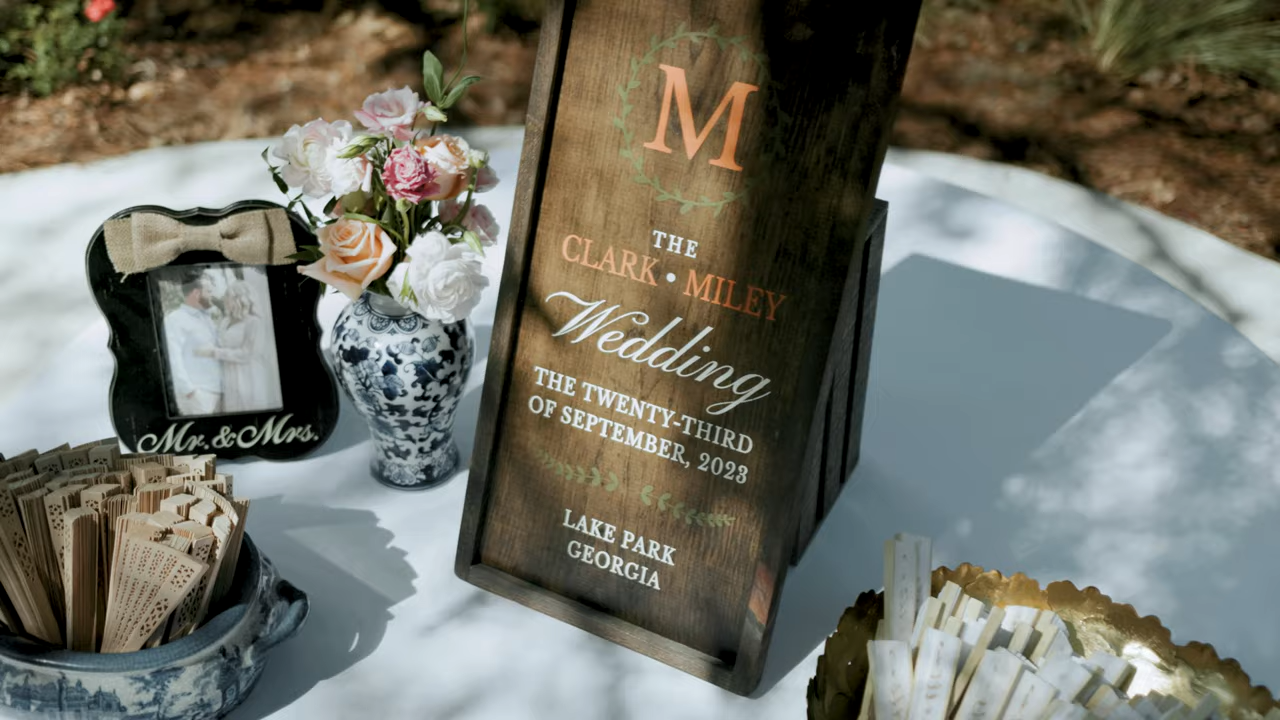 M
THE
CLARK • MILEY
Wedding
THE TWENTY-THIRD
OF SEPTEMBER, 2023
LAKE PARK
GEORGIA
Mr. & Mrs.